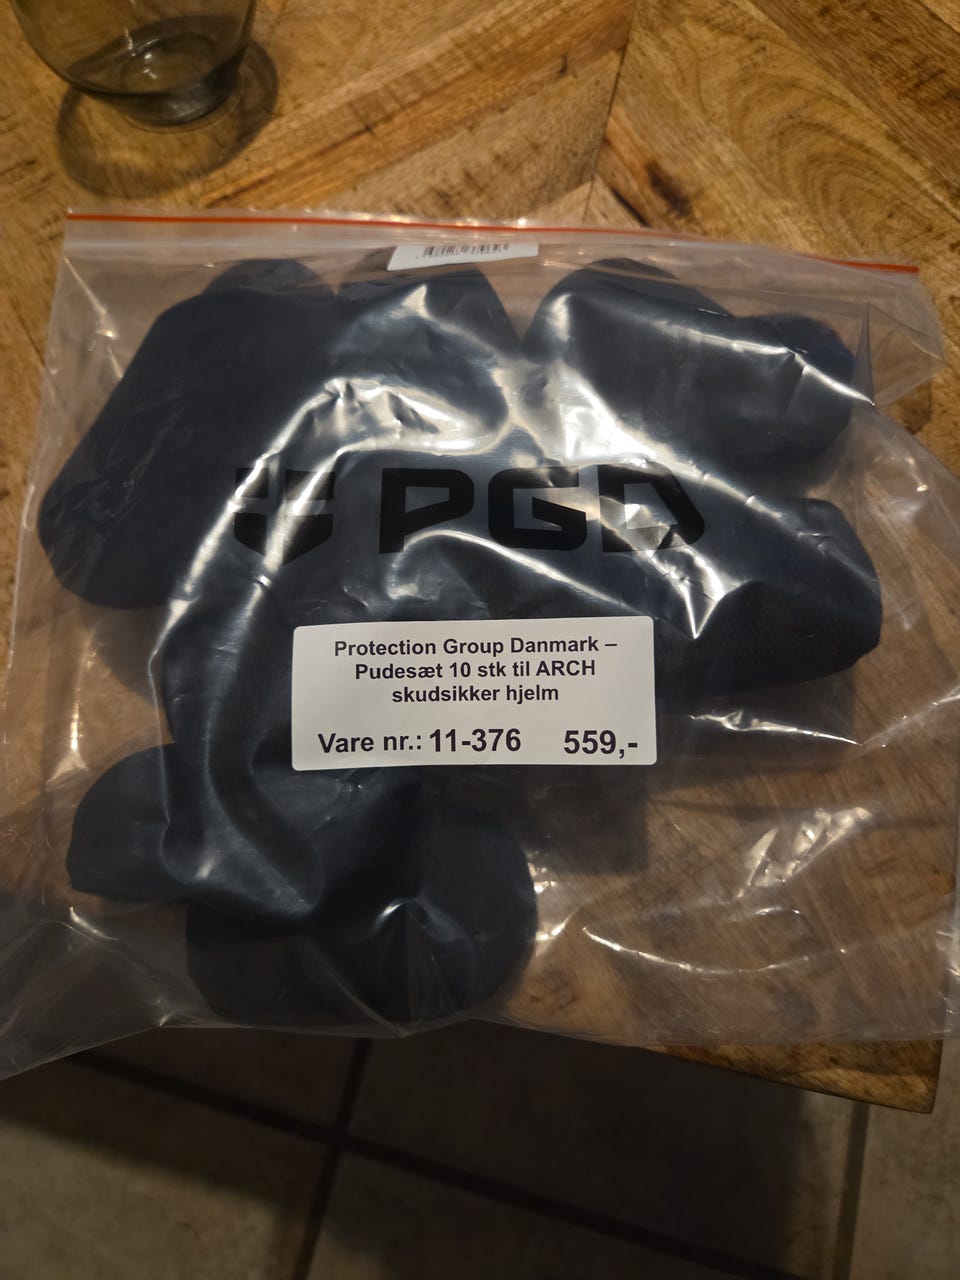 PGD
Protection Group Danmark –
Pudesæt 10 stk til ARCH
skudsikker hjelm
Vare nr.: 11-376 559,-